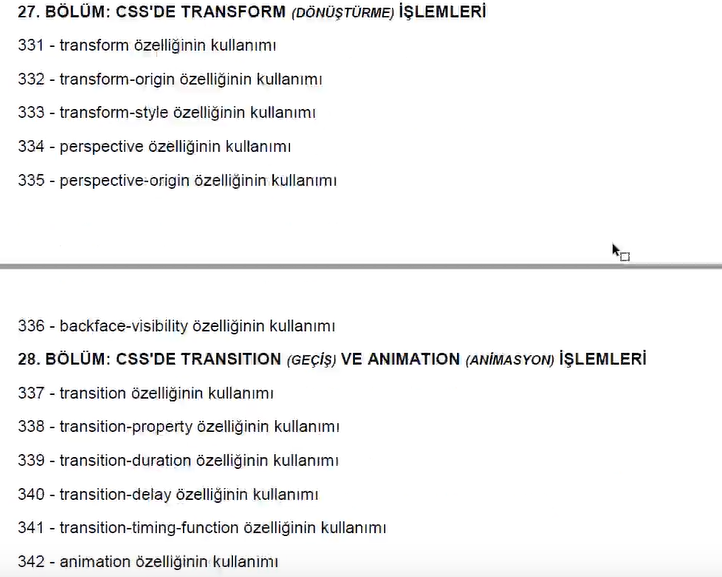 27. BÖLÜM: CSS'DE TRANSFORM (DÖNÜŞTÜRME) İŞLEMLERİ
331 - transform özelliğinin kullanımı
332 - transform-origin özelliğinin kullanımı
333 - transform-style özelliğinin kullanımı
334 - perspective özelliğinin kullanımı
335 - perspective-origin özelliğinin kullanımı
336 - backface-visibility özelliğinin kullanımı
28. BÖLÜM: CSS'DE TRANSITION (GEÇİŞ) VE ANIMATION (ANİMASYON) İŞLEMLERİ
337 - transition özelliğinin kullanımı
338 - transition-property özelliğinin kullanımı
339 - transition-duration özelliğinin kullanımı
340 - transition-delay özelliğinin kullanımı
341 - transition-timing-function özelliğinin kullanımı
342 - animation özelliğinin kullanımı